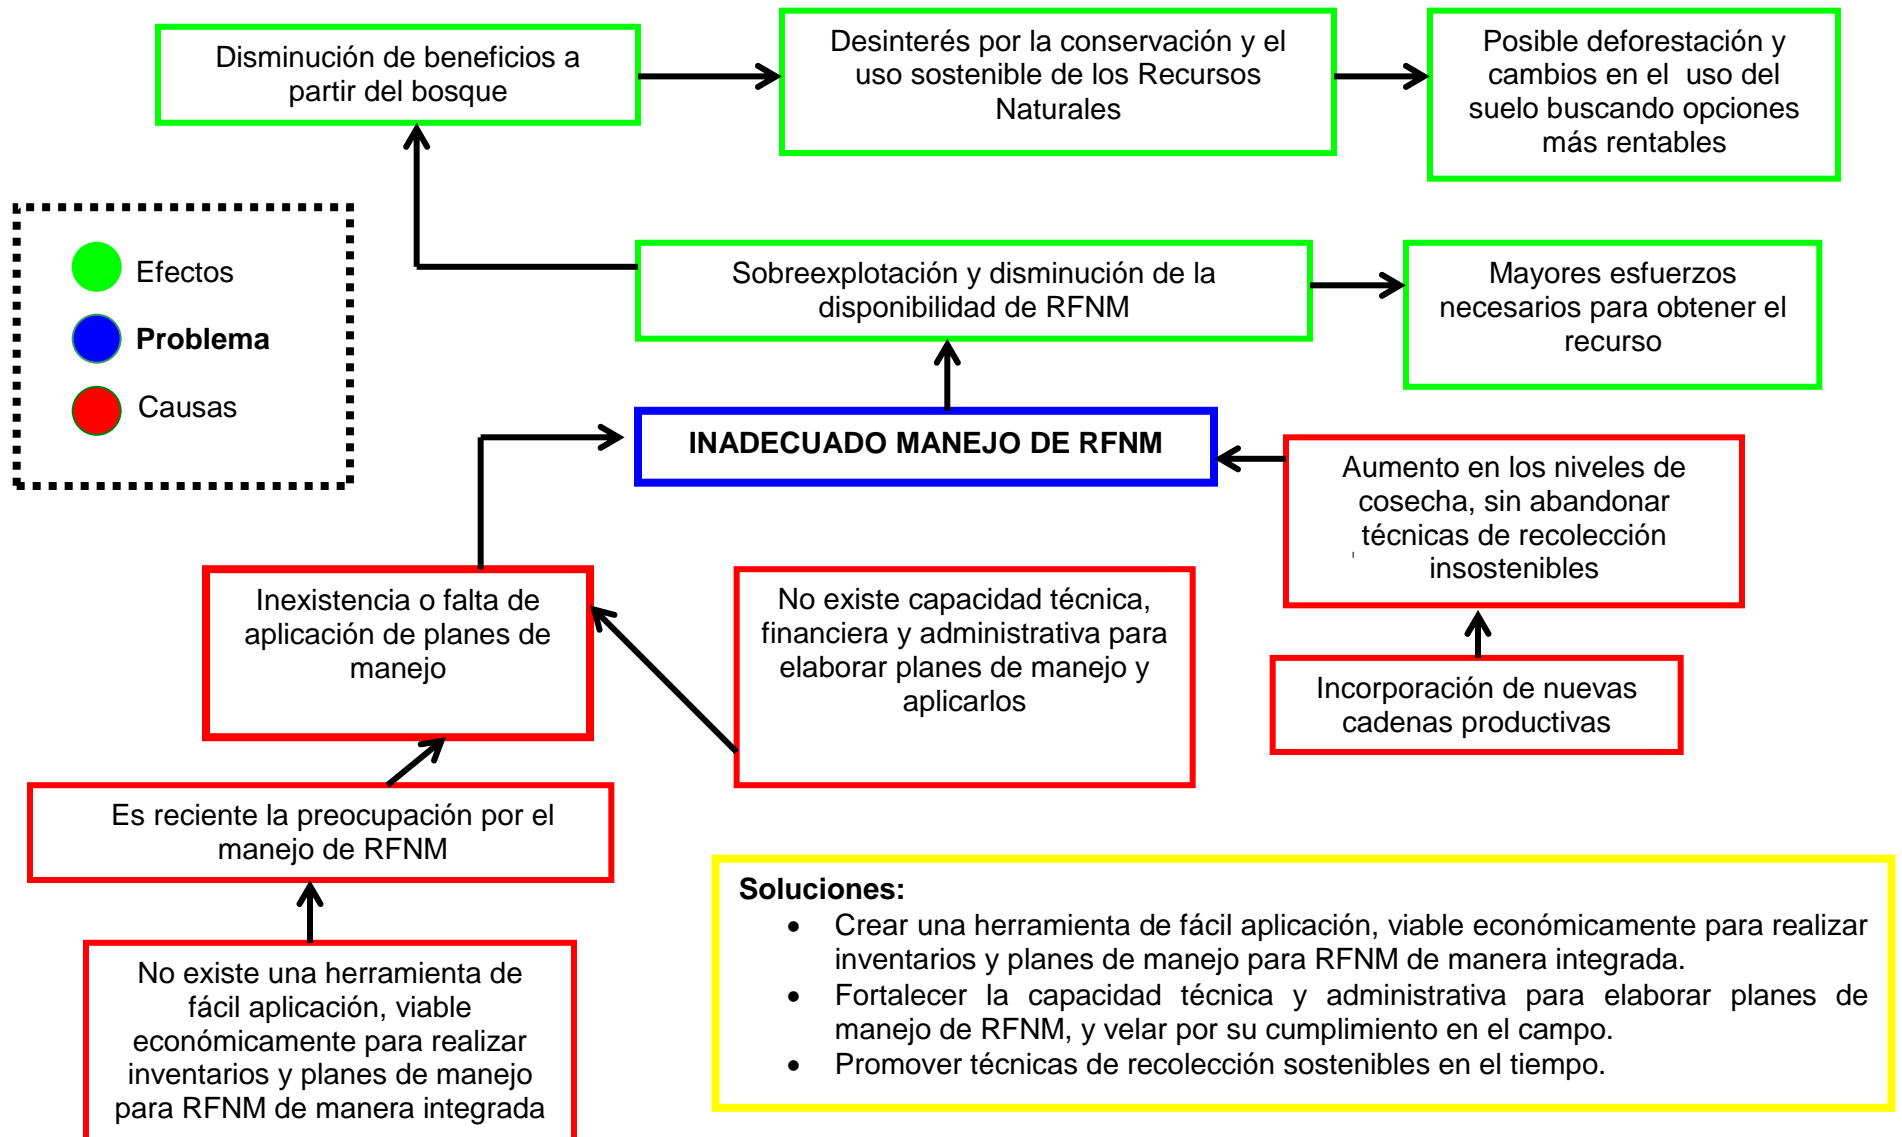 Disminución de beneficios a
partir del bosque
Desinterés por la conservación y el
uso sostenible de los Recursos
Naturales
Posible deforestación y
cambios en el uso del
suelo buscando opciones
más rentables
Efectos
Problema
Causas
Sobreexplotación y disminución de la
disponibilidad de RFNM
Mayores esfuerzos
necesarios para obtener el
recurso
INADECUADO MANEJO DE RFNM
Aumento en los niveles de
cosecha, sin abandonar
técnicas de recolección
insostenibles
Inexistencia o falta de
aplicación de planes de
manejo
No existe capacidad técnica,
financiera y administrativa para
elaborar planes de manejo y
aplicarlos
Incorporación de nuevas
cadenas productivas
Es reciente la preocupación por el
manejo de RFNM
No existe una herramienta de
fácil aplicación, viable
económicamente para realizar
inventarios y planes de manejo
para RFNM de manera integrada
Soluciones:
• Crear una herramienta de fácil aplicación, viable económicamente para realizar
inventarios y planes de manejo para RFNM de manera integrada.
• Fortalecer la capacidad técnica y administrativa para elaborar planes de
manejo de RFNM, y velar por su cumplimiento en el campo.
• Promover técnicas de recolección sostenibles en el tiempo.